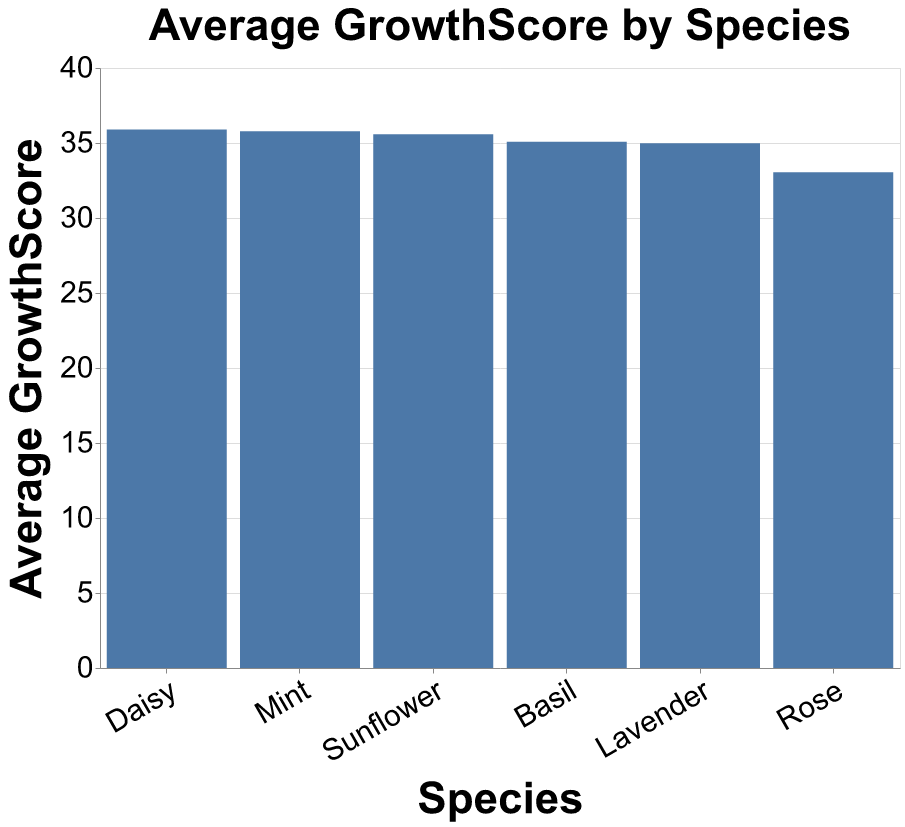 Average GrowthScore by Species
Average GrowthScore
40
35
30
25
20
15
10
5
0
Daisy
Mint
Sunflower
Basil
Lavender
Rose
Species